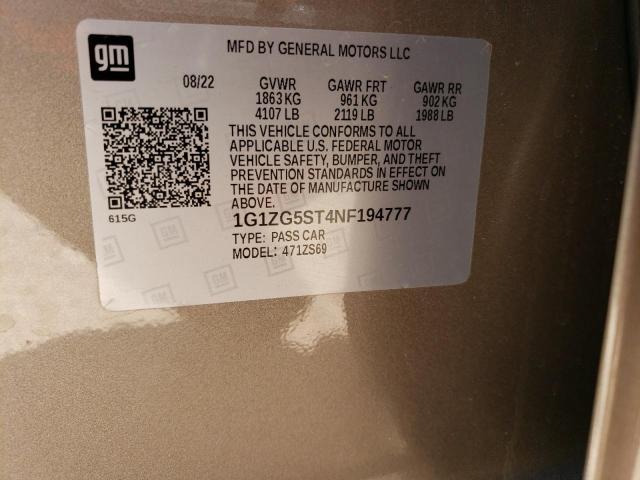 gm
MFD BY GENERAL MOTORS LLC
08/22 GVWR GAWR FRT GAWR RR
1863 KG 961 KG 902 KG
4107 LB 2119 LB 1988 LB
THIS VEHICLE CONFORMS TO ALL
APPLICABLE U.S. FEDERAL MOTOR
VEHICLE SAFETY, BUMPER, AND THEFT
PREVENTION STANDARDS IN EFFECT ON
THE DATE OF MANUFACTURE SHOWN
ABOVE.
615G
1G1ZG5ST4NF194777
TYPE: PASS CAR
MODEL: 471ZS69